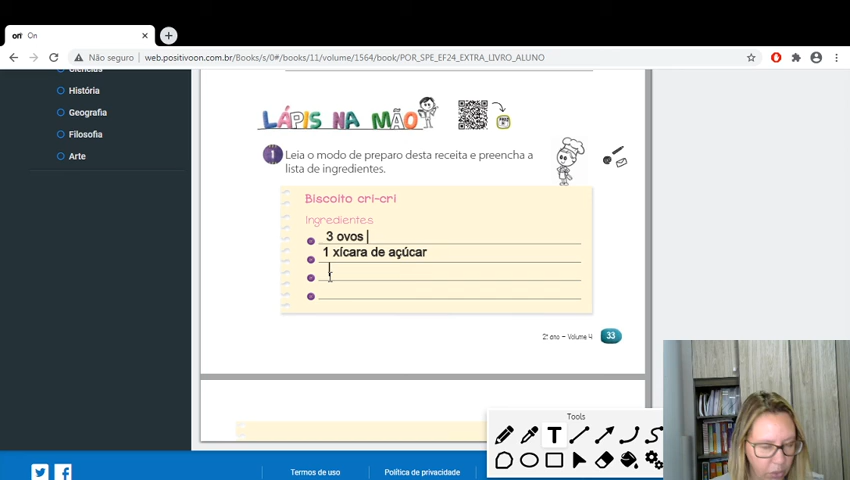 on On
Não seguro web.positivoon.com.br/Books/s/0#/books/11/volume/1564/book/POR_SPE_EF24_EXTRA_LIVRO_ALUNO
Ciências
História
Geografia
Filosofia
Arte
LÁPIS NA MÃO
1 Leia o modo de preparo desta receita e preencha a
lista de ingredientes.
Biscoito cri-cri
Ingredientes
3 ovos
1 xícara de açúcar
2º ano – Volume 4 33
Tools
T
Termos de uso
Política de privacidade